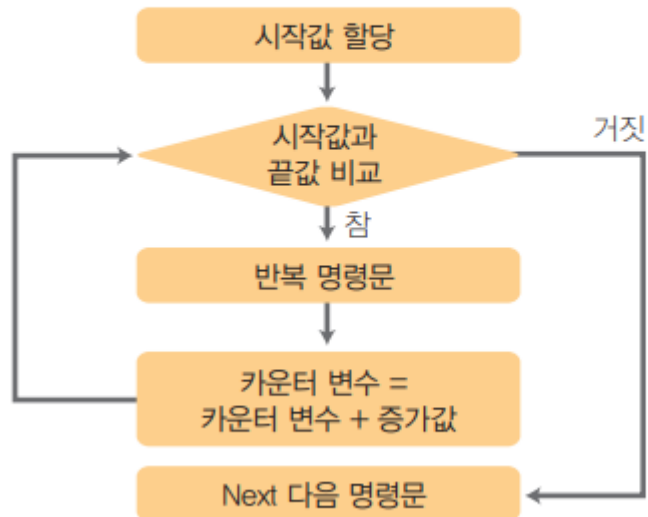 시작값 할당
시작값과
끝값 비교
거짓
참
반복 명령문
카운터 변수 =
카운터 변수 + 증가값
Next 다음 명령문